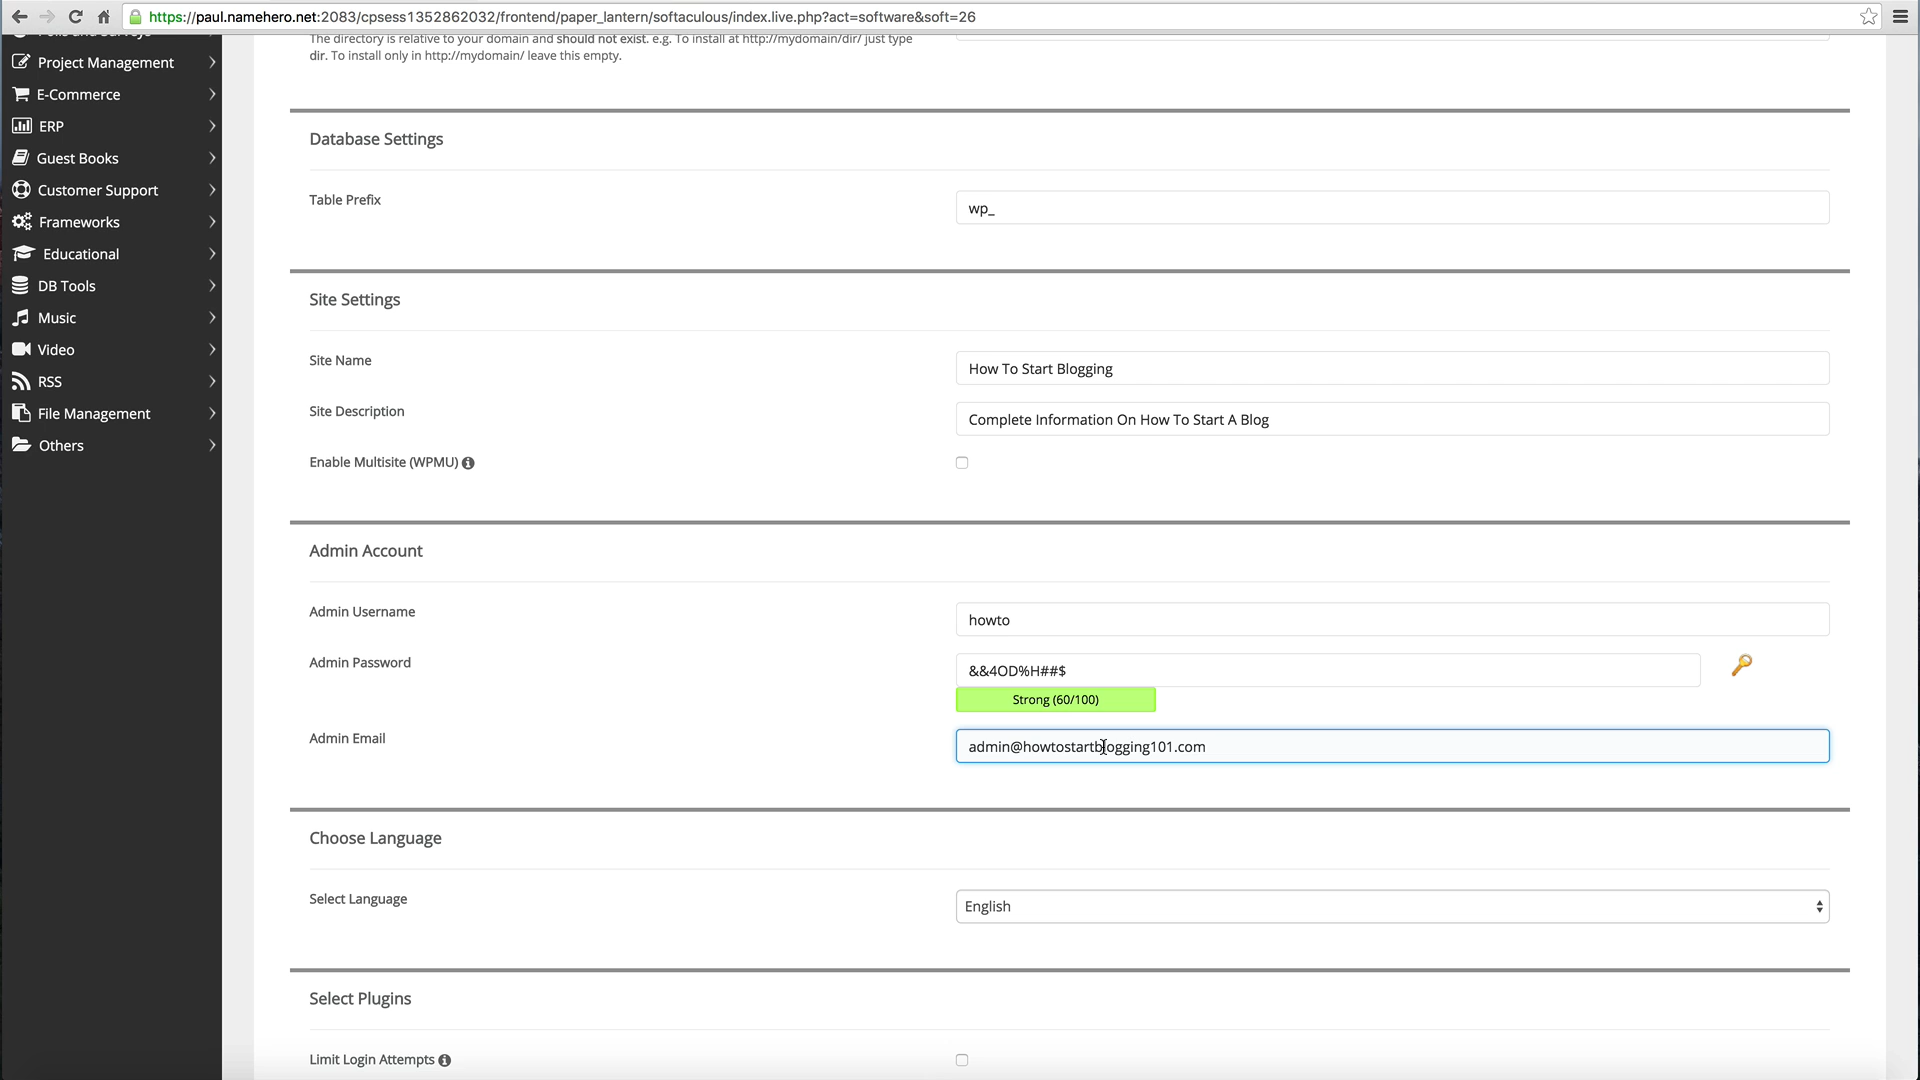 https://paul.namehero.net:2083/cpsess1352862032/frontend/paper_lantern/softaculous/index.live.php?act=software&soft=26
Project Management
E-Commerce
ERP
Guest Books
Customer Support
Frameworks
Educational
DB Tools
Music
Video
RSS
File Management
Others
The directory is relative to your domain and should not exist. e.g. To install at http://mydomain/dir/ just type
dir. To install only in http://mydomain/ leave this empty.
Database Settings
Table Prefix
wp_
Site Settings
Site Name
How To Start Blogging
Site Description
Complete Information On How To Start A Blog
Enable Multisite (WPMU)
Admin Account
Admin Username
howto
Admin Password
&&4OD%H##$
Strong (60/100)
Admin Email
admin@howtostartblogging101.com
Choose Language
Select Language
English
Select Plugins
Limit Login Attempts